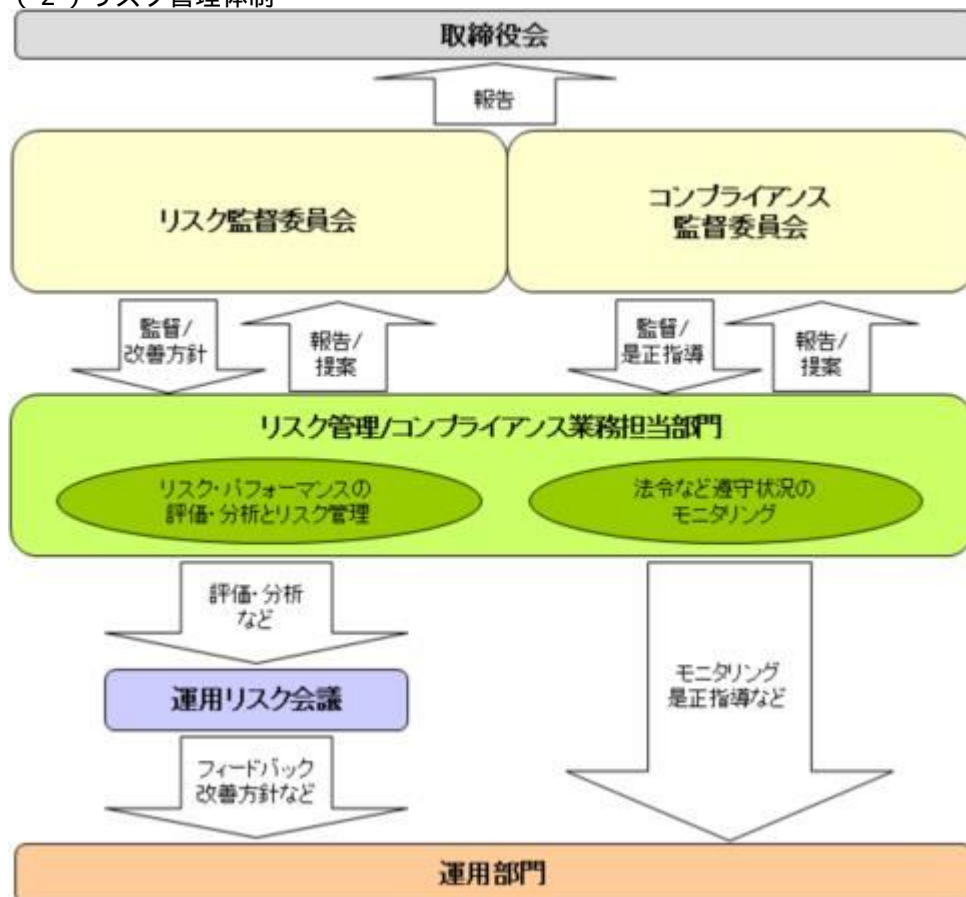 (2)リスク管理体制
取締役会
報告
リスク監督委員会
コンプライアンス
監督委員会
監督/
改善方針
報告/
提案
監督/
是正指導
報告/
提案
リスク管理/コンプライアンス業務担当部門
リスク・パフォーマンスの
評価・分析とリスク管理
法令など遵守状況の
モニタリング
評価・分析
など
運用リスク会議
モニタリング
是正指導など
フィードバック
改善方針など
運用部門